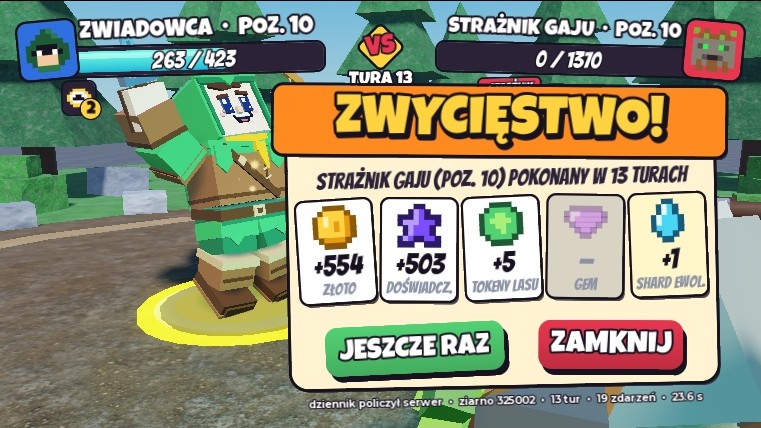 ZWIADOWCA • POZ. 10
263 / 423
VS
TURA 13
STRAŻNIK GAJU • POZ. 10
0 / 1370
2
ZWYCIĘSTWO!
STRAŻNIK GAJU (POZ. 10) POKONANY W 13 TURACH
+554
ZŁOTO
+503
DOŚWIADCZ.
+5
TOKENY LASU
–
GEM
+1
SHARD EWOL.
JESZCZE RAZ
ZAMKNIJ
dziennik policzył serwer • ziarno 325002 • 13 tur • 19 zdarzeń • 23.6 s